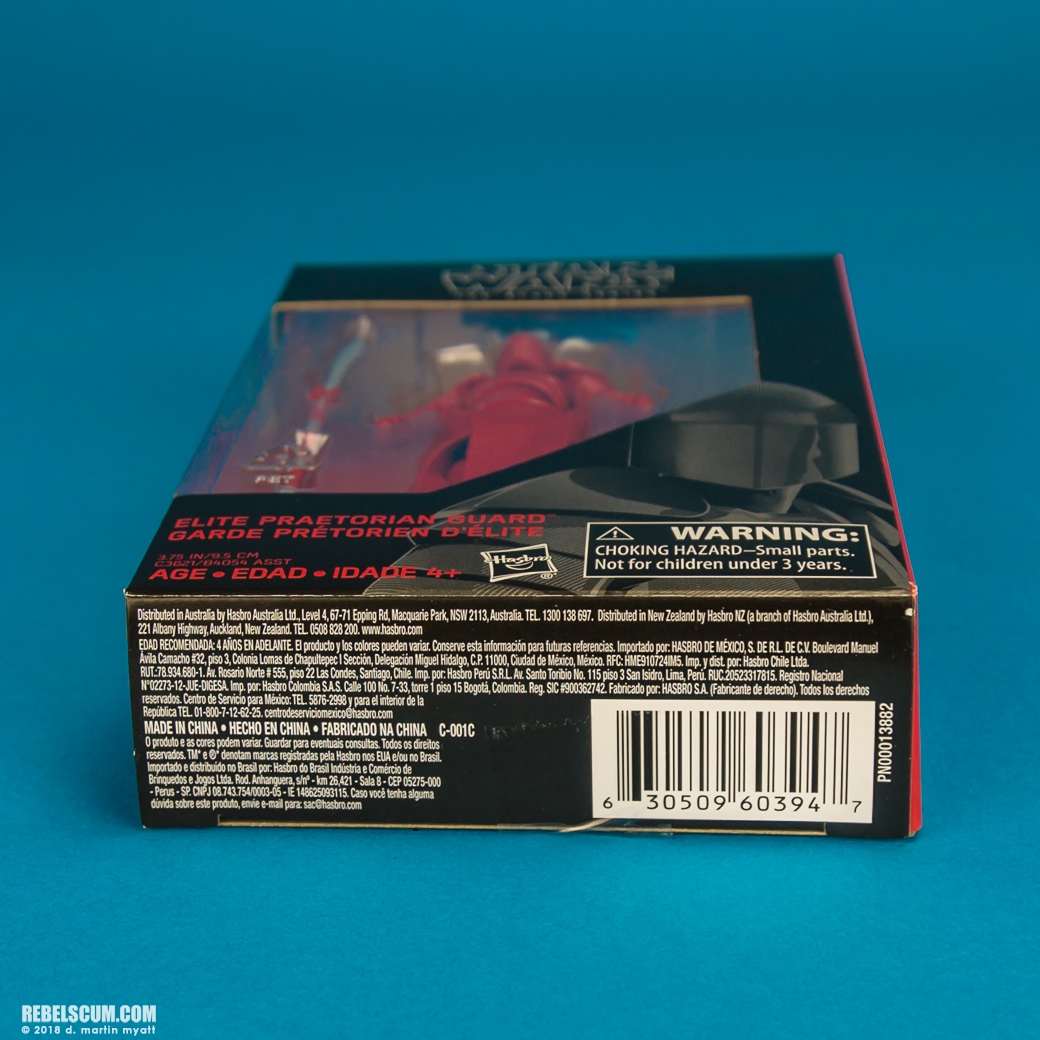 STAR WARS
PET
ELITE PRAETORIAN GUARD™
GARDE PRÉTORIEN D'ÉLITE
3.75 IN/9.5 CM
C3621/B4054 ASST
AGE • EDAD • IDADE 4+
Hasbro®
⚠ WARNING:
CHOKING HAZARD—Small parts.
Not for children under 3 years.
Distributed in Australia by Hasbro Australia Ltd., Level 4, 67-71 Epping Rd, Macquarie Park, NSW 2113, Australia. TEL. 1300 138 697. Distributed in New Zealand by Hasbro NZ (a branch of Hasbro Australia Ltd.),
221 Albany Highway, Auckland, New Zealand. TEL. 0508 828 200. www.hasbro.com
EDAD RECOMENDADA: 4 AÑOS EN ADELANTE. El producto y los colores pueden variar. Conserve esta información para futuras referencias. Importado por: HASBRO DE MÉXICO, S. DE R.L. DE C.V. Boulevard Manuel
Ávila Camacho #32, piso 3, Colonia Lomas de Chapultepec I Sección, Delegación Miguel Hidalgo, C.P. 11000, Ciudad de México, México. RFC: HME910724IM5. Imp. y dist. por: Hasbro Chile Ltda.
RUT.:78.934.680-1. Av. Rosario Norte # 555, piso 22 Las Condes, Santiago, Chile. Imp. por: Hasbro Perú S.R.L. Av. Santo Toribio No. 115 piso 3 San Isidro, Lima, Perú. RUC.20523317815. Registro Nacional
N°02273-12-JUE-DIGESA. Imp. por: Hasbro Colombia S.A.S. Calle 100 No. 7-33, torre 1 piso 15 Bogotá, Colombia. Reg. SIC #900362742. Fabricado por: HASBRO S.A. (Fabricante de derecho). Todos los derechos
reservados. Centro de Servicio para México: TEL. 5876-2998 y para el interior de la
República TEL. 01-800-7-12-62-25. centrodeserviciomexico@hasbro.com
MADE IN CHINA • HECHO EN CHINA • FABRICADO NA CHINA C-001C
O produto e as cores podem variar. Guardar para eventuais consultas. Todos os direitos
reservados. TM* e ®* denotam marcas registradas pela Hasbro nos EUA e/ou no Brasil.
Importado e distribuído no Brasil por: Hasbro do Brasil Indústria e Comércio de
Brinquedos e Jogos Ltda. Rod. Anhanguera, s/nº - km 26,421 - Sala 8 - CEP 05275-000
- Perus - SP. CNPJ 08.743.754/0003-05 - IE 148625093115. Caso você tenha alguma
dúvida sobre este produto, envie e-mail para: sac@hasbro.com
6 30509 60394 7
PN00013882
REBELSCUM.COM
© 2018 d. martin myatt